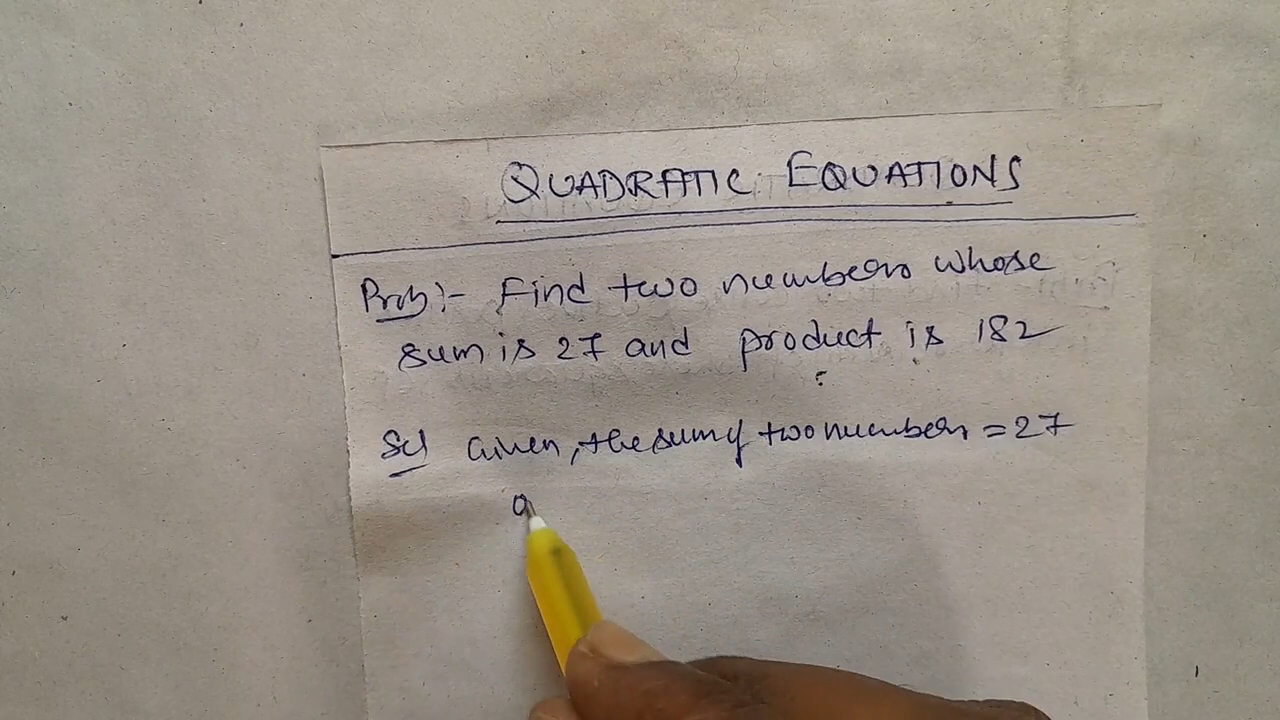 QUADRATIC EQUATIONS
Prob:- Find two numbers whose
sum is 27 and product is 182
Sol Given, the sum of two numbers = 27
a